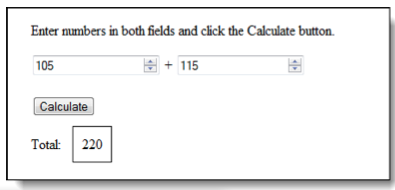 Enter numbers in both fields and click the Calculate button.
105 + 115
Calculate
Total: 220